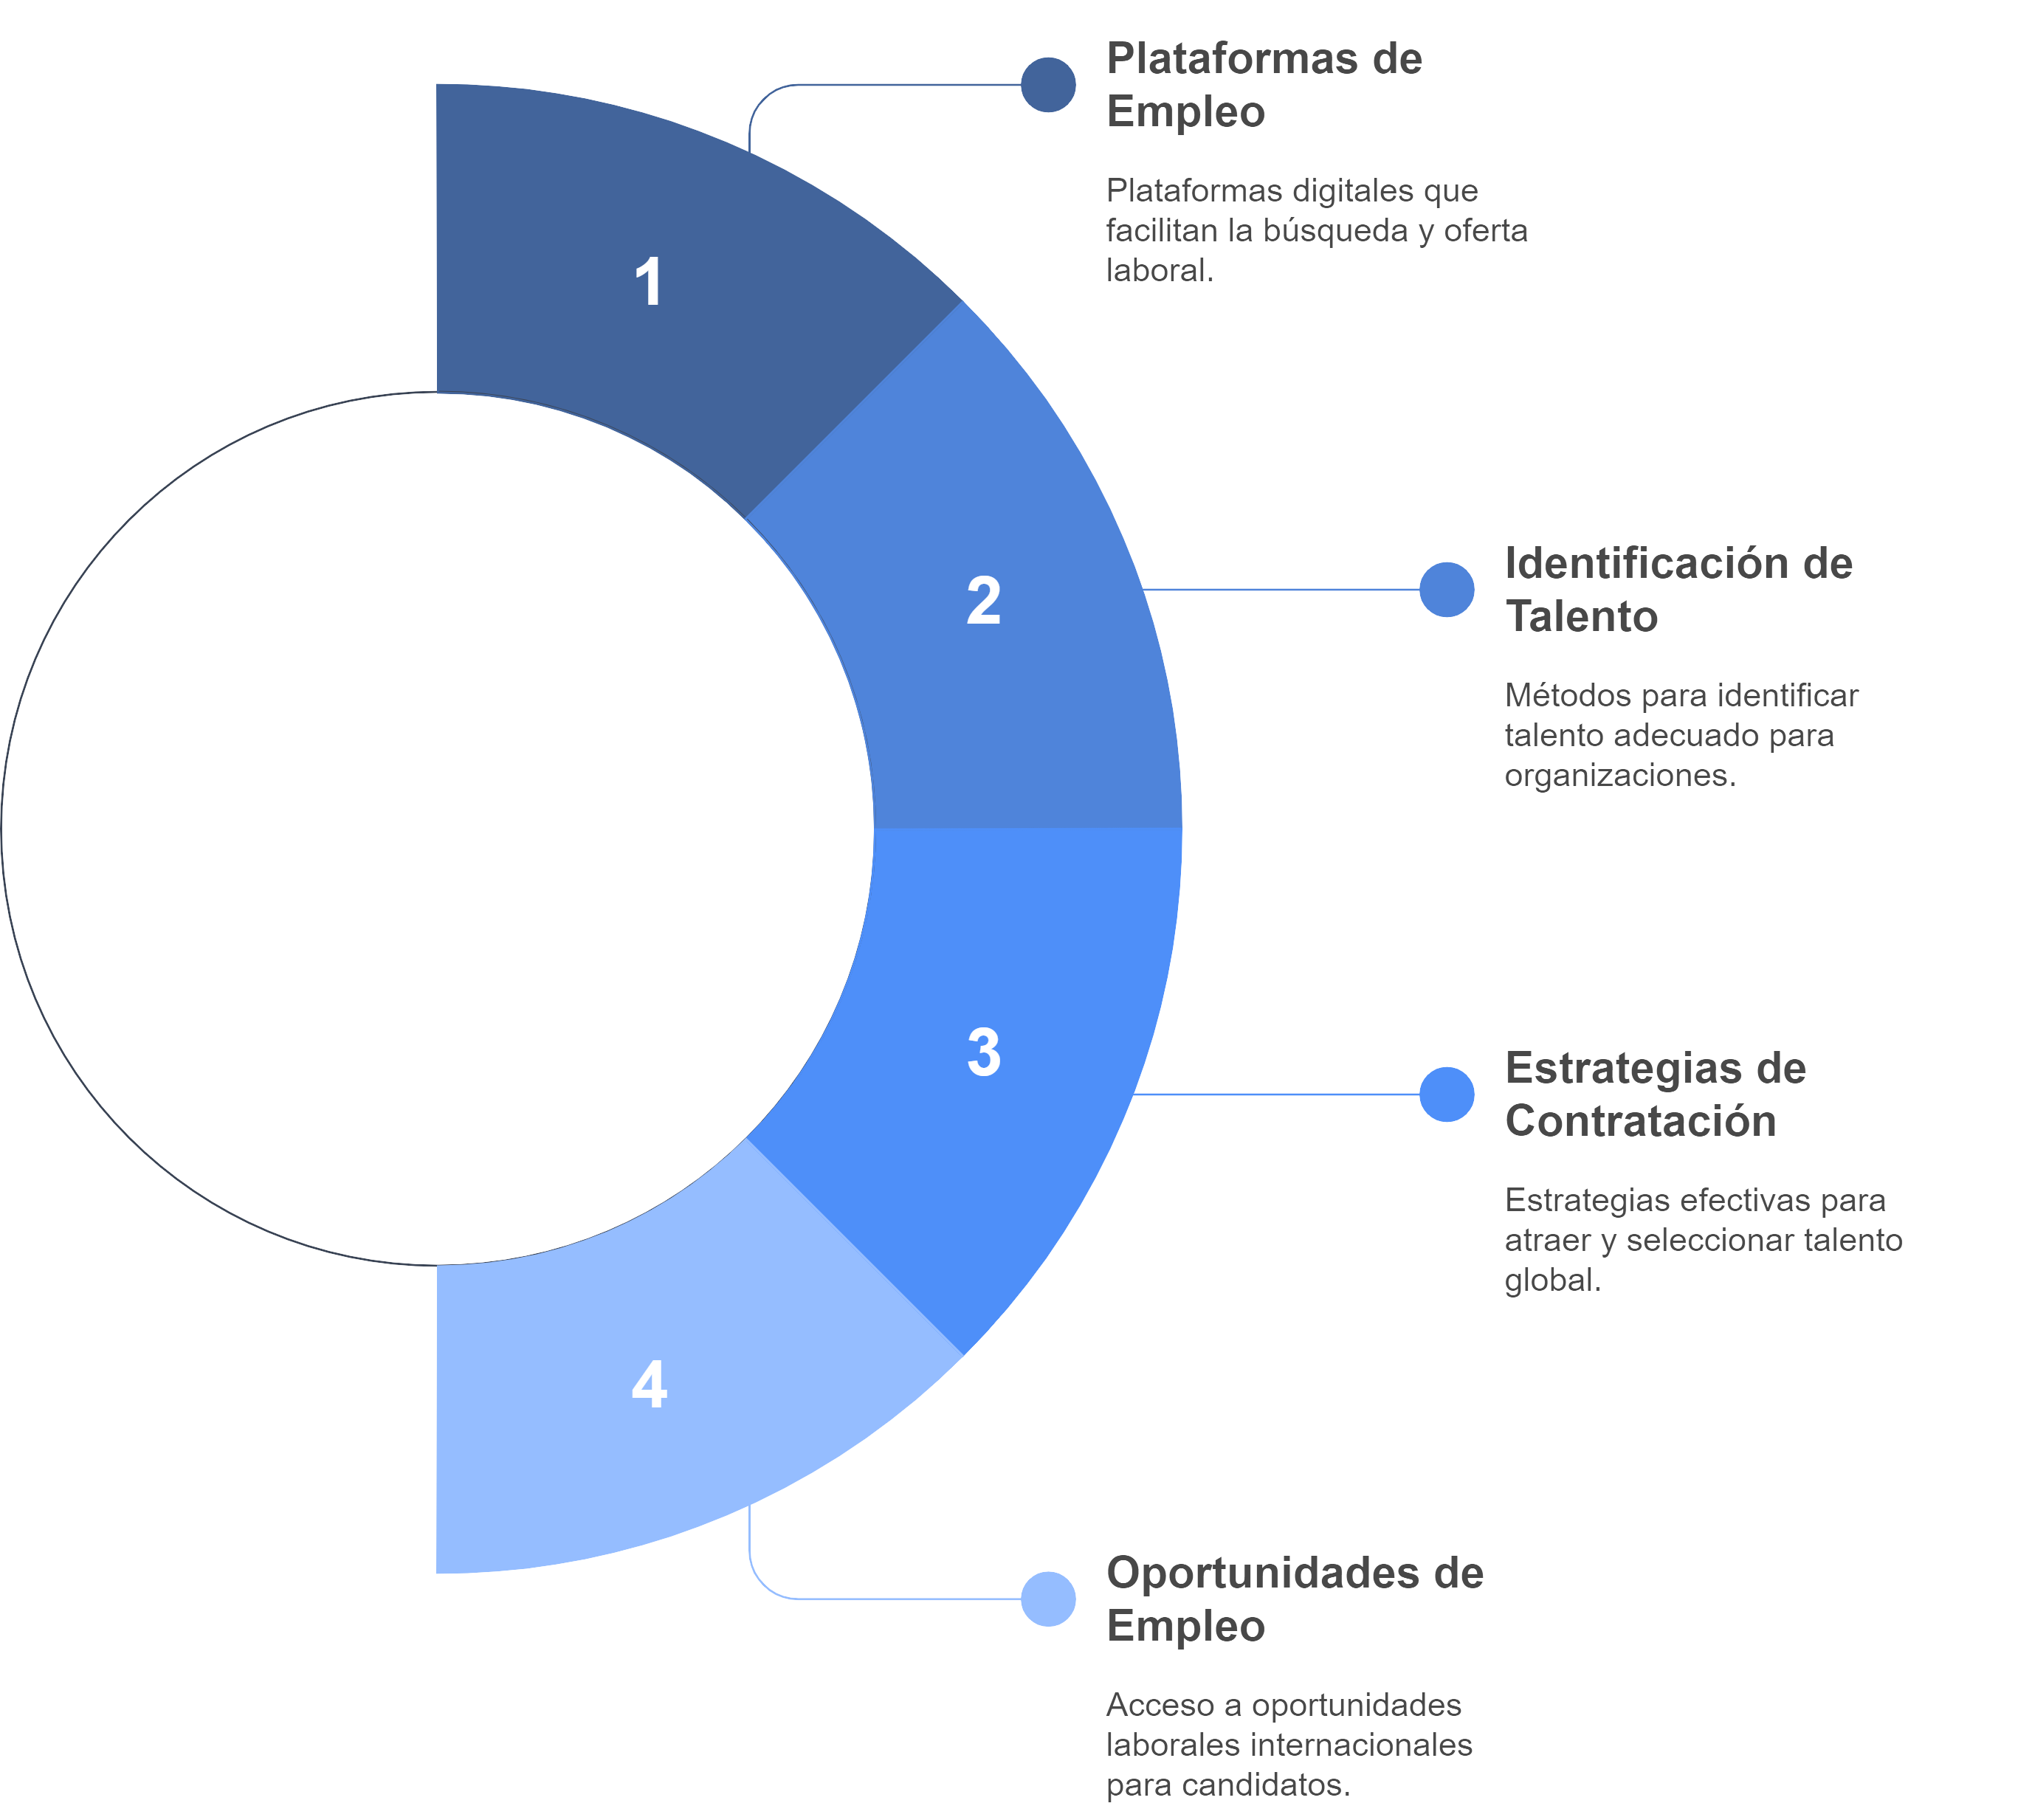 Plataformas de
Empleo
Plataformas digitales que
facilitan la búsqueda y oferta
laboral.
1
Identificación de
Talento
2
Métodos para identificar
talento adecuado para
organizaciones.
Estrategias de
Contratación
3
Estrategias efectivas para
atraer y seleccionar talento
global.
4
Oportunidades de
Empleo
Acceso a oportunidades
laborales internacionales
para candidatos.